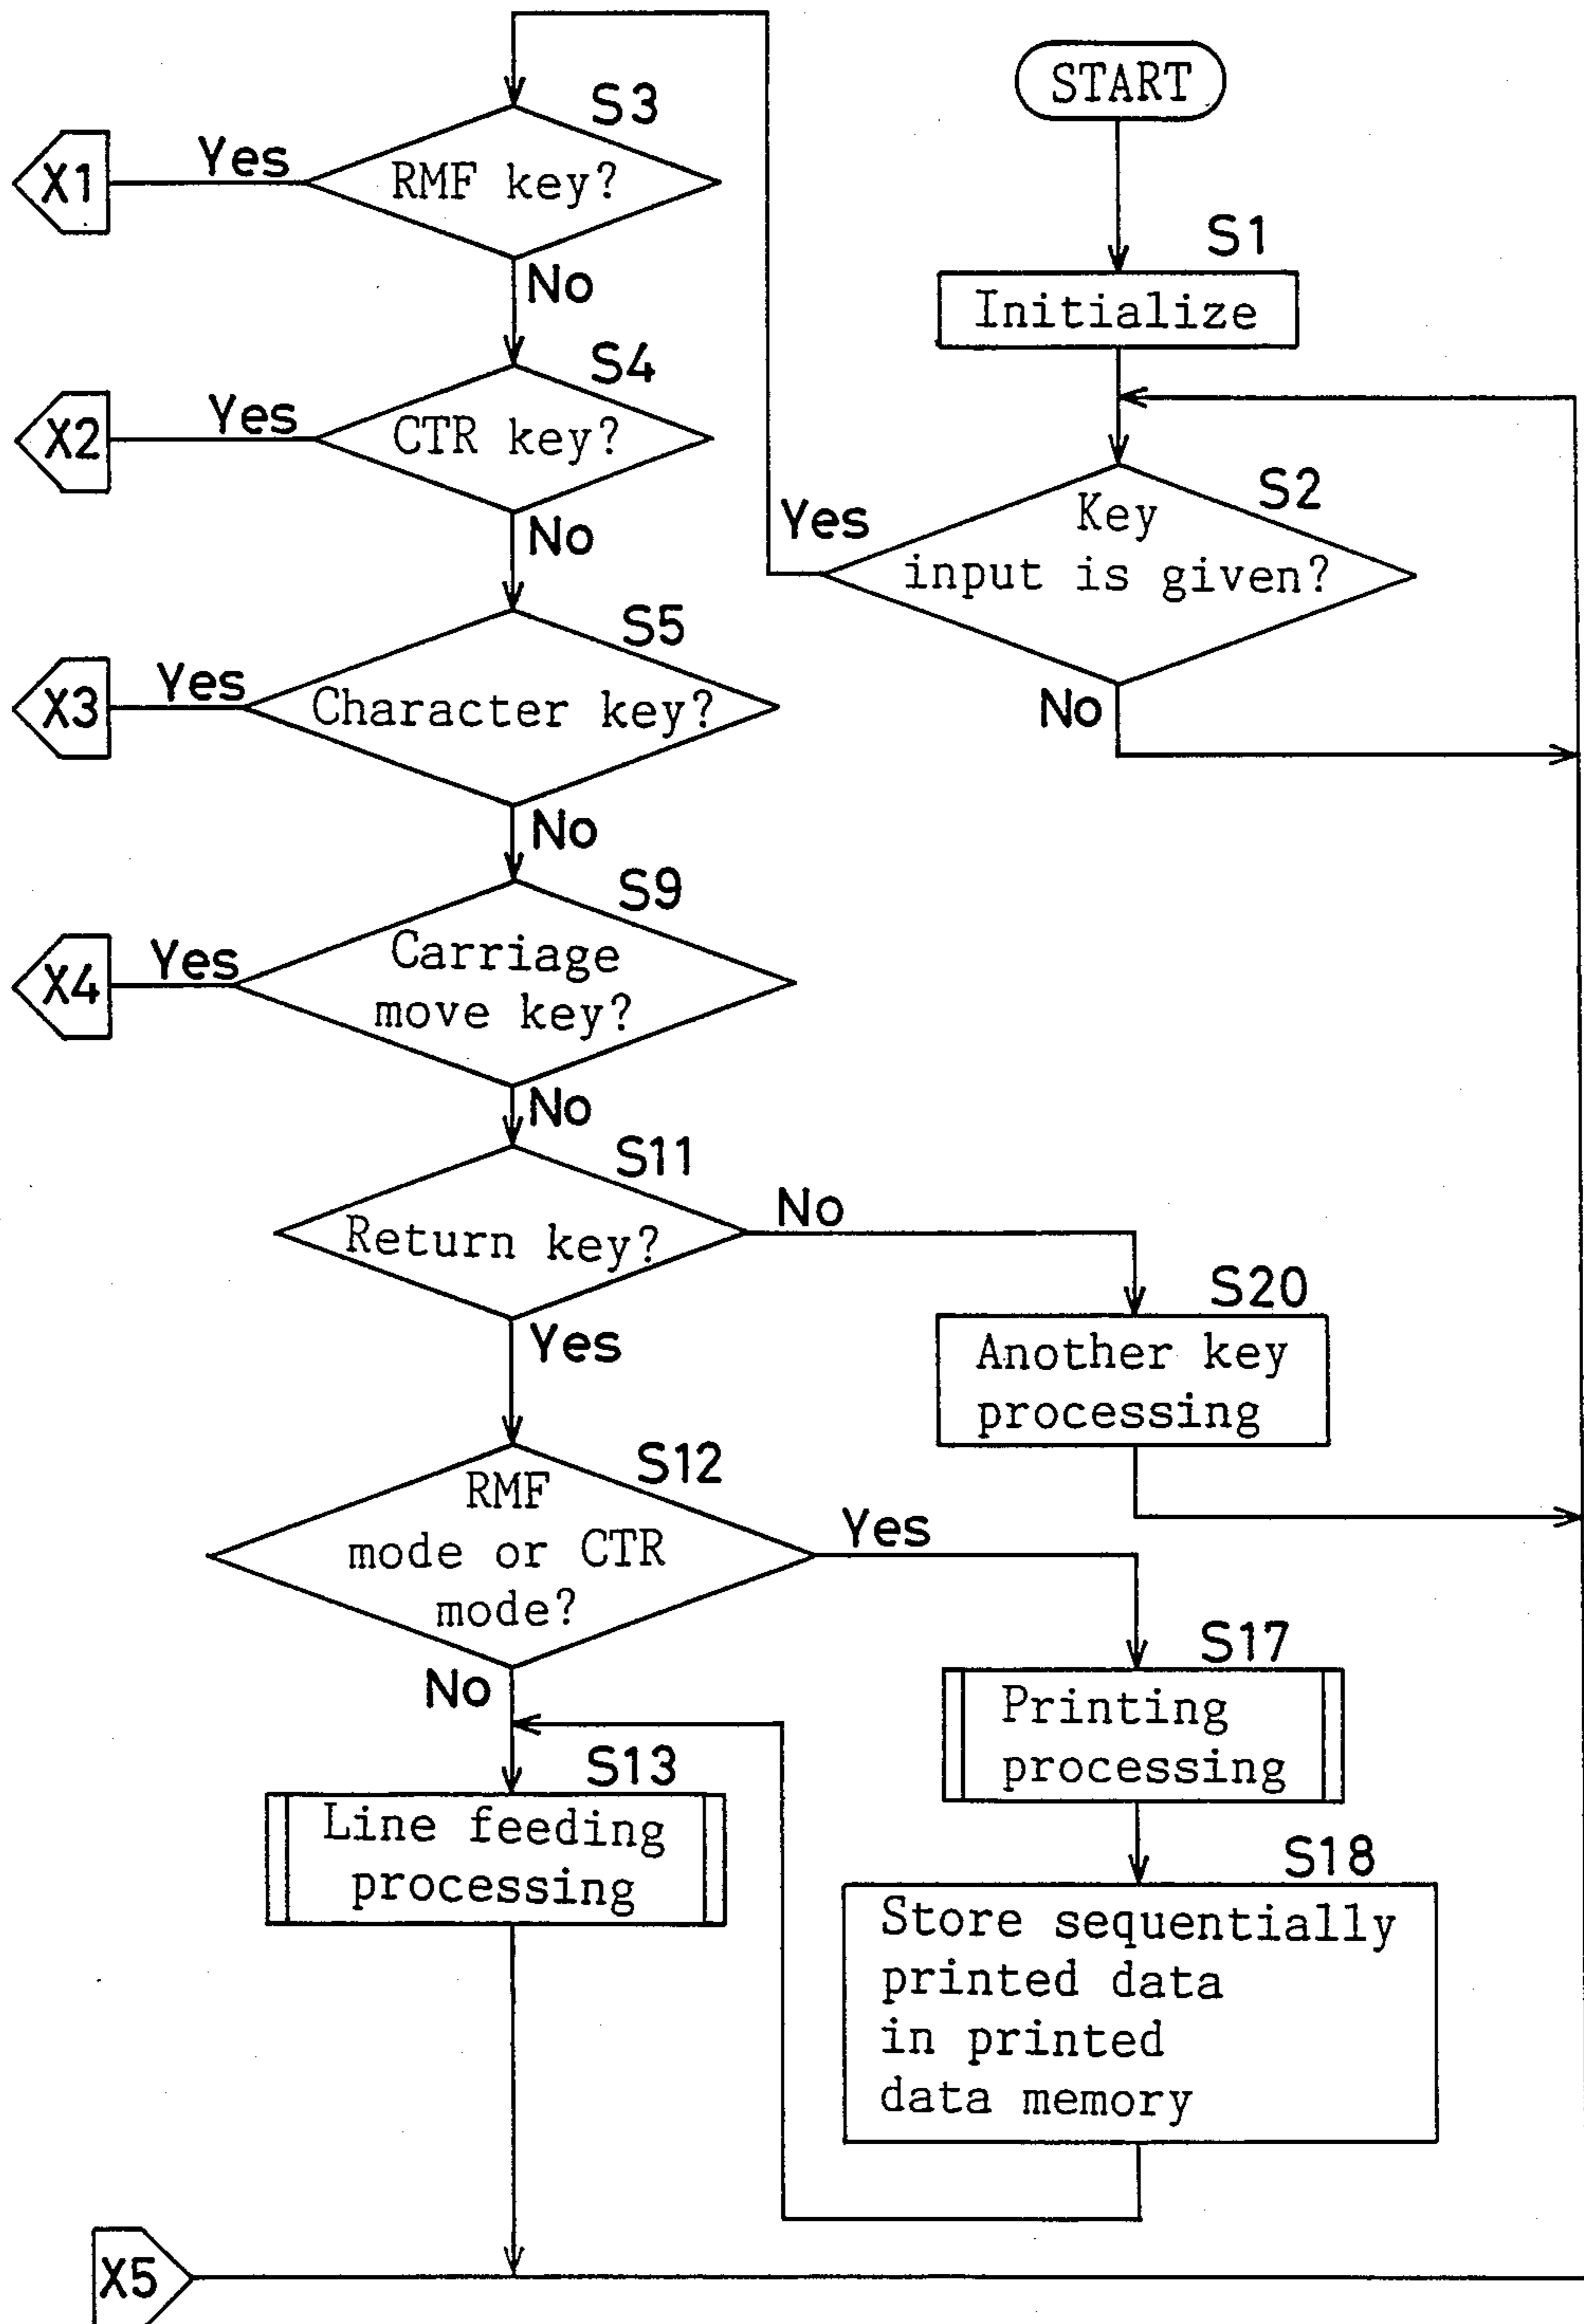 START
S1
Initialize
S2
Key
input is given?
Yes
No
S3
RMF key?
Yes
X1
No
S4
CTR key?
Yes
X2
No
S5
Character key?
Yes
X3
No
S9
Carriage
move key?
Yes
X4
No
S11
Return key?
No
Yes
S20
Another key
processing
S12
RMF
mode or CTR
mode?
Yes
No
S17
Printing
processing
S13
Line feeding
processing
S18
Store sequentially
printed data
in printed
data memory
X5